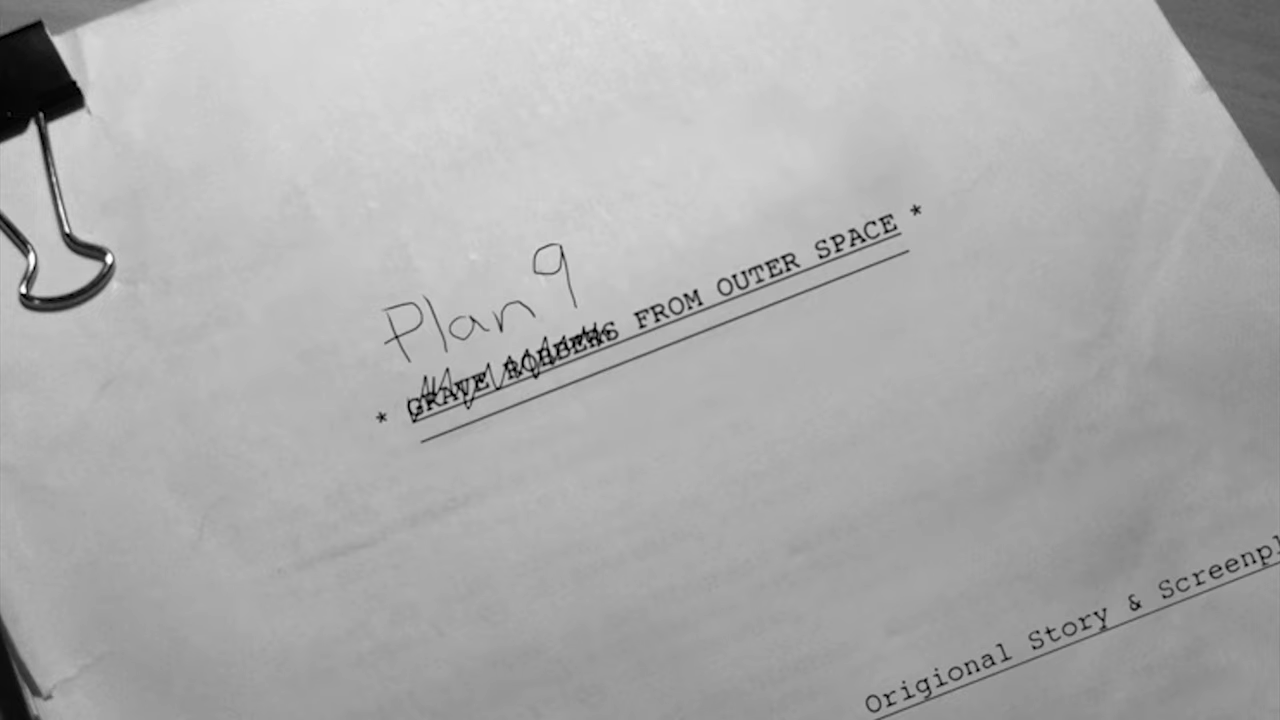 Plan 9
* GRAVE ROBBERS FROM OUTER SPACE *
Origional Story & Screenpl